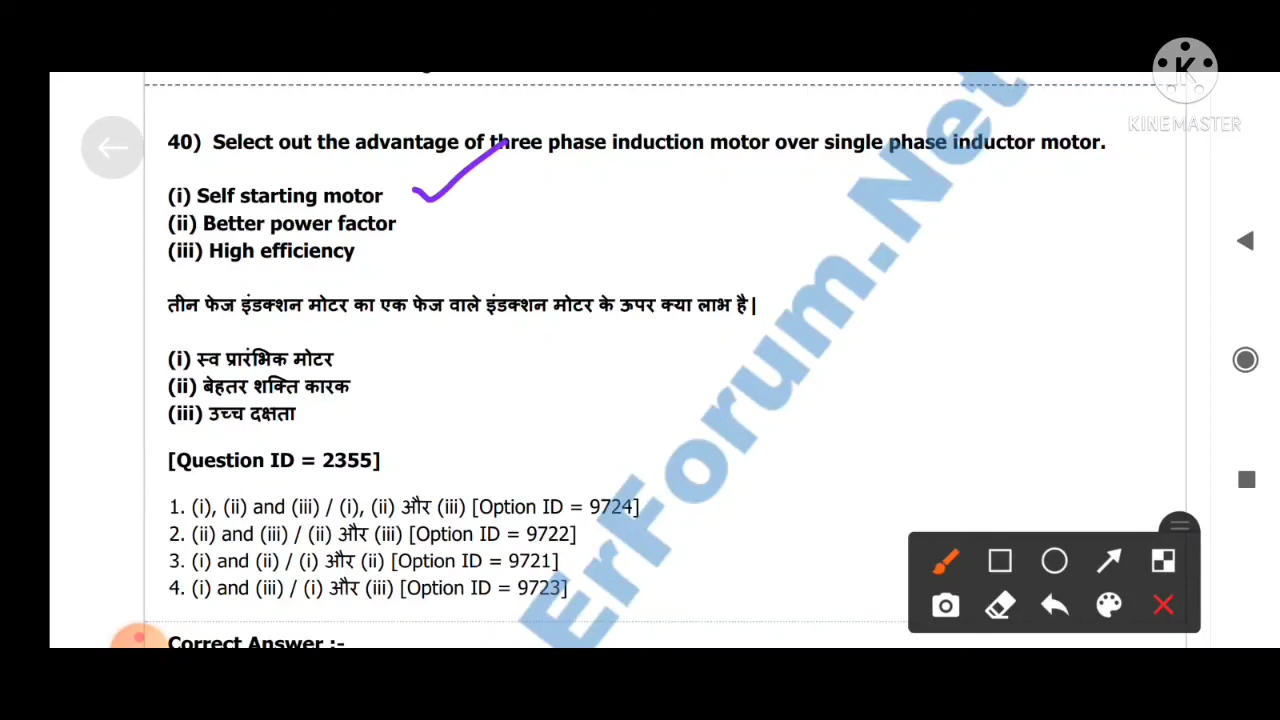 KINEMASTER
40) Select out the advantage of three phase induction motor over single phase inductor motor.
(i) Self starting motor
(ii) Better power factor
(iii) High efficiency
तीन फेज इंडक्शन मोटर का एक फेज वाले इंडक्शन मोटर के ऊपर क्या लाभ है|
(i) स्व प्रारंभिक मोटर
(ii) बेहतर शक्ति कारक
(iii) उच्च दक्षता
[Question ID = 2355]
1. (i), (ii) and (iii) / (i), (ii) और (iii) [Option ID = 9724]
2. (ii) and (iii) / (ii) और (iii) [Option ID = 9722]
3. (i) and (ii) / (i) और (ii) [Option ID = 9721]
4. (i) and (iii) / (i) और (iii) [Option ID = 9723]
Correct Answer :-
ErForum.Net